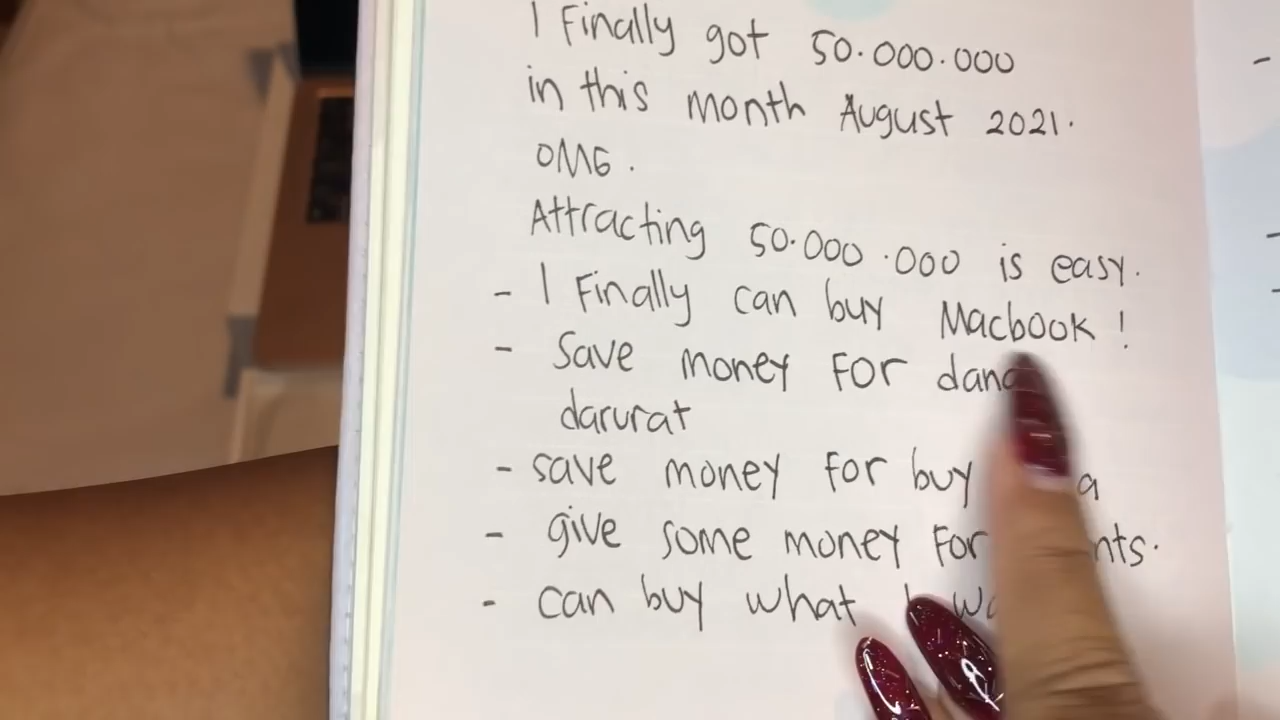 I Finally got 50.000.000
in this month August 2021.
OMG.
Attracting 50.000.000 is easy.
- I Finally can buy Macbook!
- Save money For
darurat
- save money for buy
- give some money For
- can buy what I